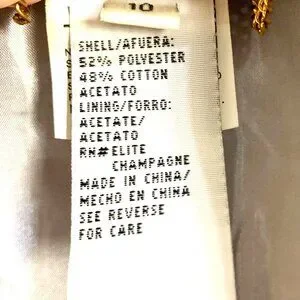 10
SHELL/AFUERA:
52% POLYESTER
48% COTTON
ACETATO
LINING/FORRO:
ACETATE/
ACETATO
RN#ELITE
CHAMPAGNE
MADE IN CHINA/
MECHO EN CHINA
SEE REVERSE
FOR CARE